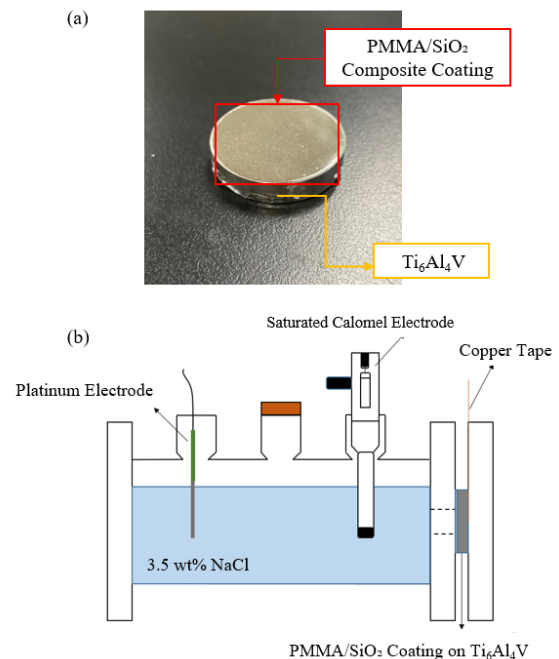 (a)
PMMA/SiO₂
Composite Coating
Ti₆Al₄V
(b)
Saturated Calomel Electrode
Copper Tape
Platinum Electrode
3.5 wt% NaCl
PMMA/SiO₂ Coating on Ti₆Al₄V